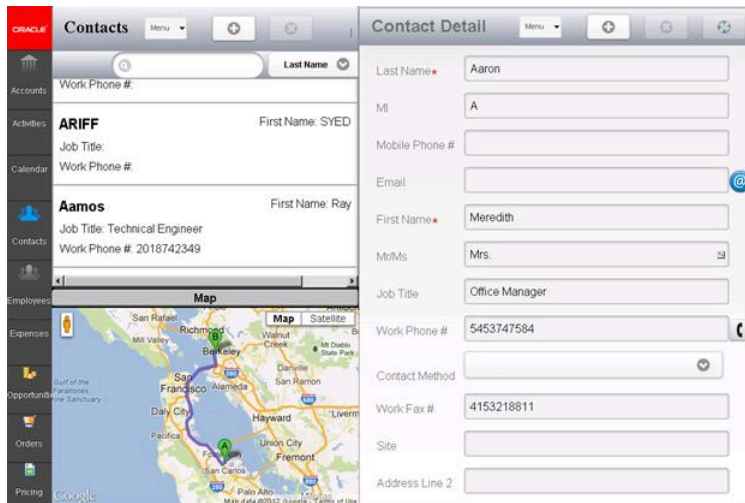 ORACLE
Contacts
Menu
Last Name
Accounts
Activities
Calendar
Contacts
Employees
Expenses
Opportuniti
Orders
Pricing
Work Phone #:
ARIFF
First Name: SYED
Job Title:
Work Phone #:
Aamos
First Name: Ray
Job Title: Technical Engineer
Work Phone #: 2018742349
Map
Map
Satellite
San Rafael
Mill Valley
Richmond
Berkeley
Walnut
Creek
Mt Diablo
State Park
Danville
San Ramon
Gulf of the
Farallones
San
Francisco
Alameda
Daly City
Hayward
Pacifica
Union City
Fremont
San Carlos
Palo Alto
B
A
Google
Contact Detail
Menu
Last Name*
Aaron
MI
A
Mobile Phone #
Email
@
First Name*
Meredith
Mr/Ms
Mrs.
Job Title
Office Manager
Work Phone #
5453747584
Contact Method
Work Fax #
4153218811
Site
Address Line 2